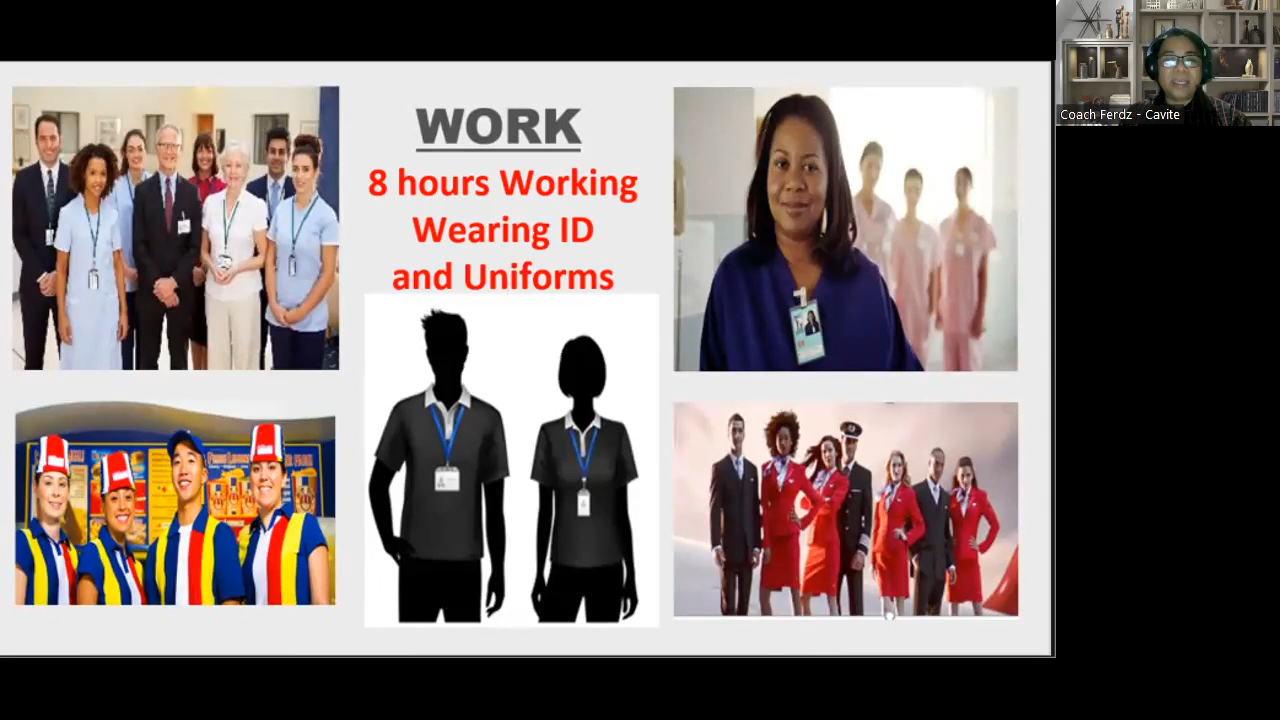 WORK
8 hours Working
Wearing ID
and Uniforms
Coach Ferdz - Cavite